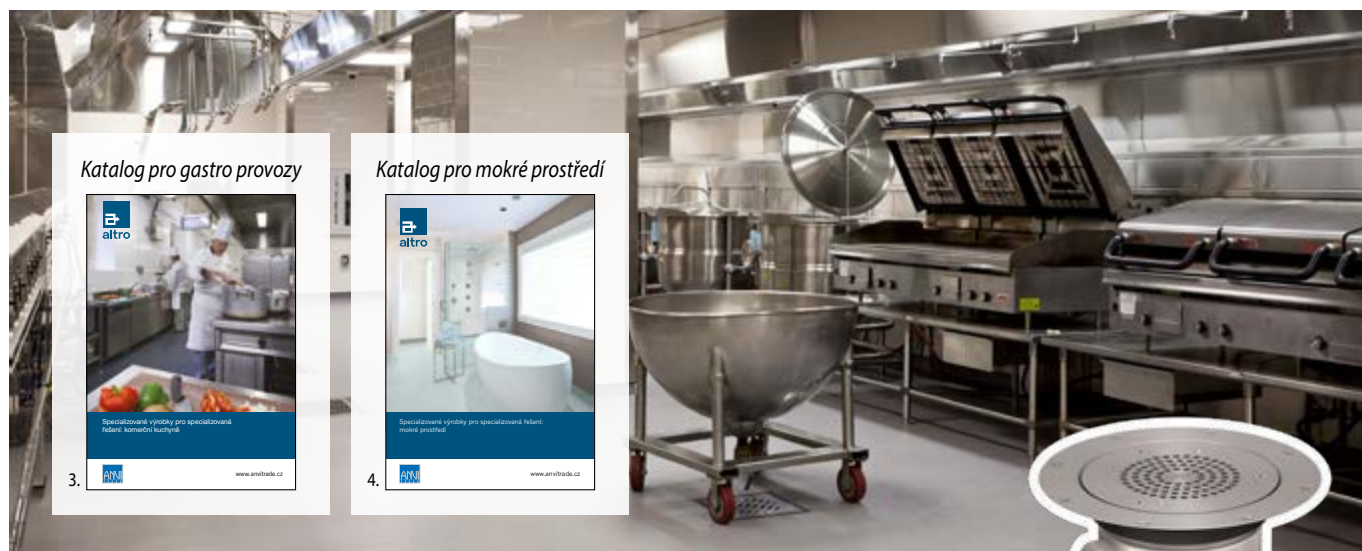 Katalog pro gastro provozy
altro
Specializované výrobky pro specializovaná
řešení: komerční kuchyně
3.
ANVI
www.anvitrade.cz
Katalog pro mokré prostředí
altro
Specializované výrobky pro specializovaná řešení:
mokré prostředí
4.
ANVI
www.anvitrade.cz